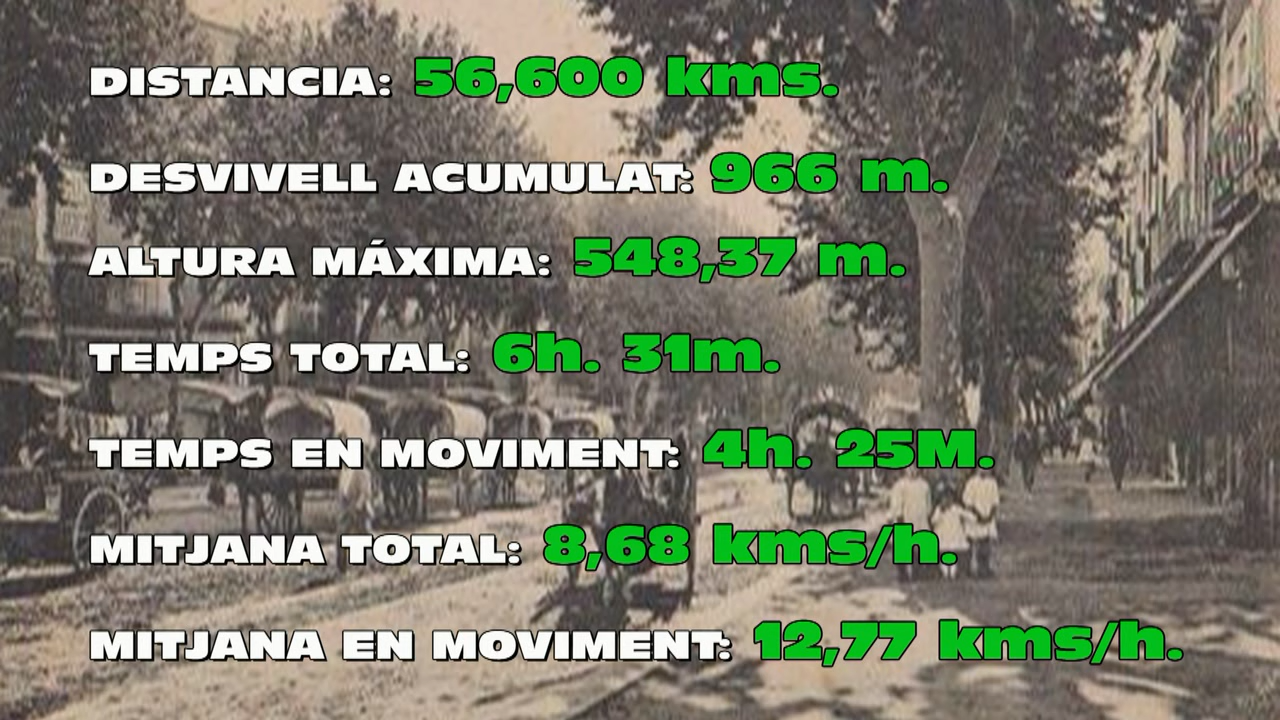 DISTANCIA: 56,600 kms.
DESVIVELL ACUMULAT: 966 m.
ALTURA MÁXIMA: 548,37 m.
TEMPS TOTAL: 6h. 31m.
TEMPS EN MOVIMENT: 4h. 25M.
MITJANA TOTAL: 8,68 kms/h.
MITJANA EN MOVIMENT: 12,77 kms/h.